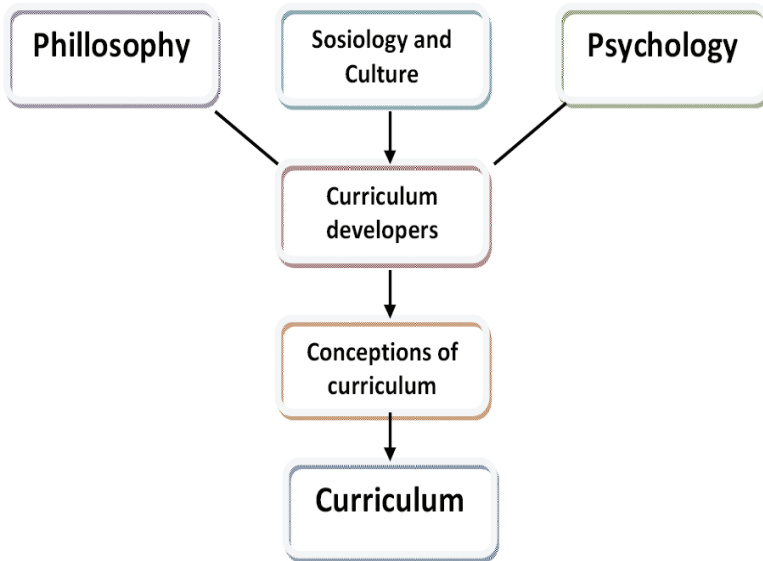 Phillosophy
Sosiology and
Culture
Psychology
Curriculum
developers
Conceptions of
curriculum
Curriculum